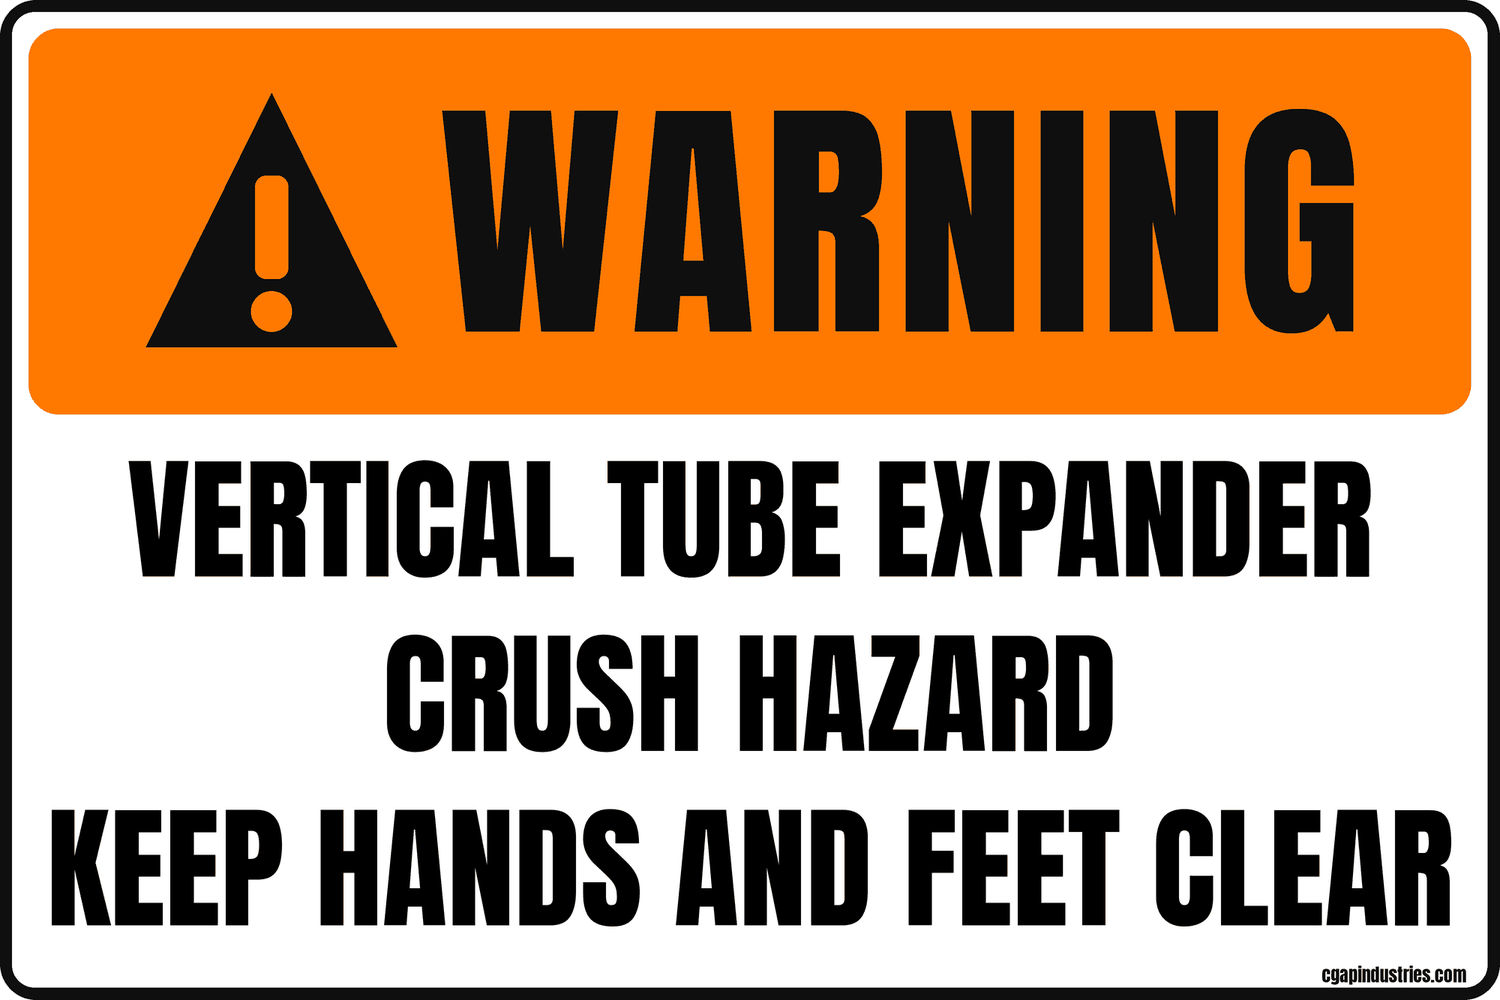 WARNING
VERTICAL TUBE EXPANDER
CRUSH HAZARD
KEEP HANDS AND FEET CLEAR
cgapindustries.com